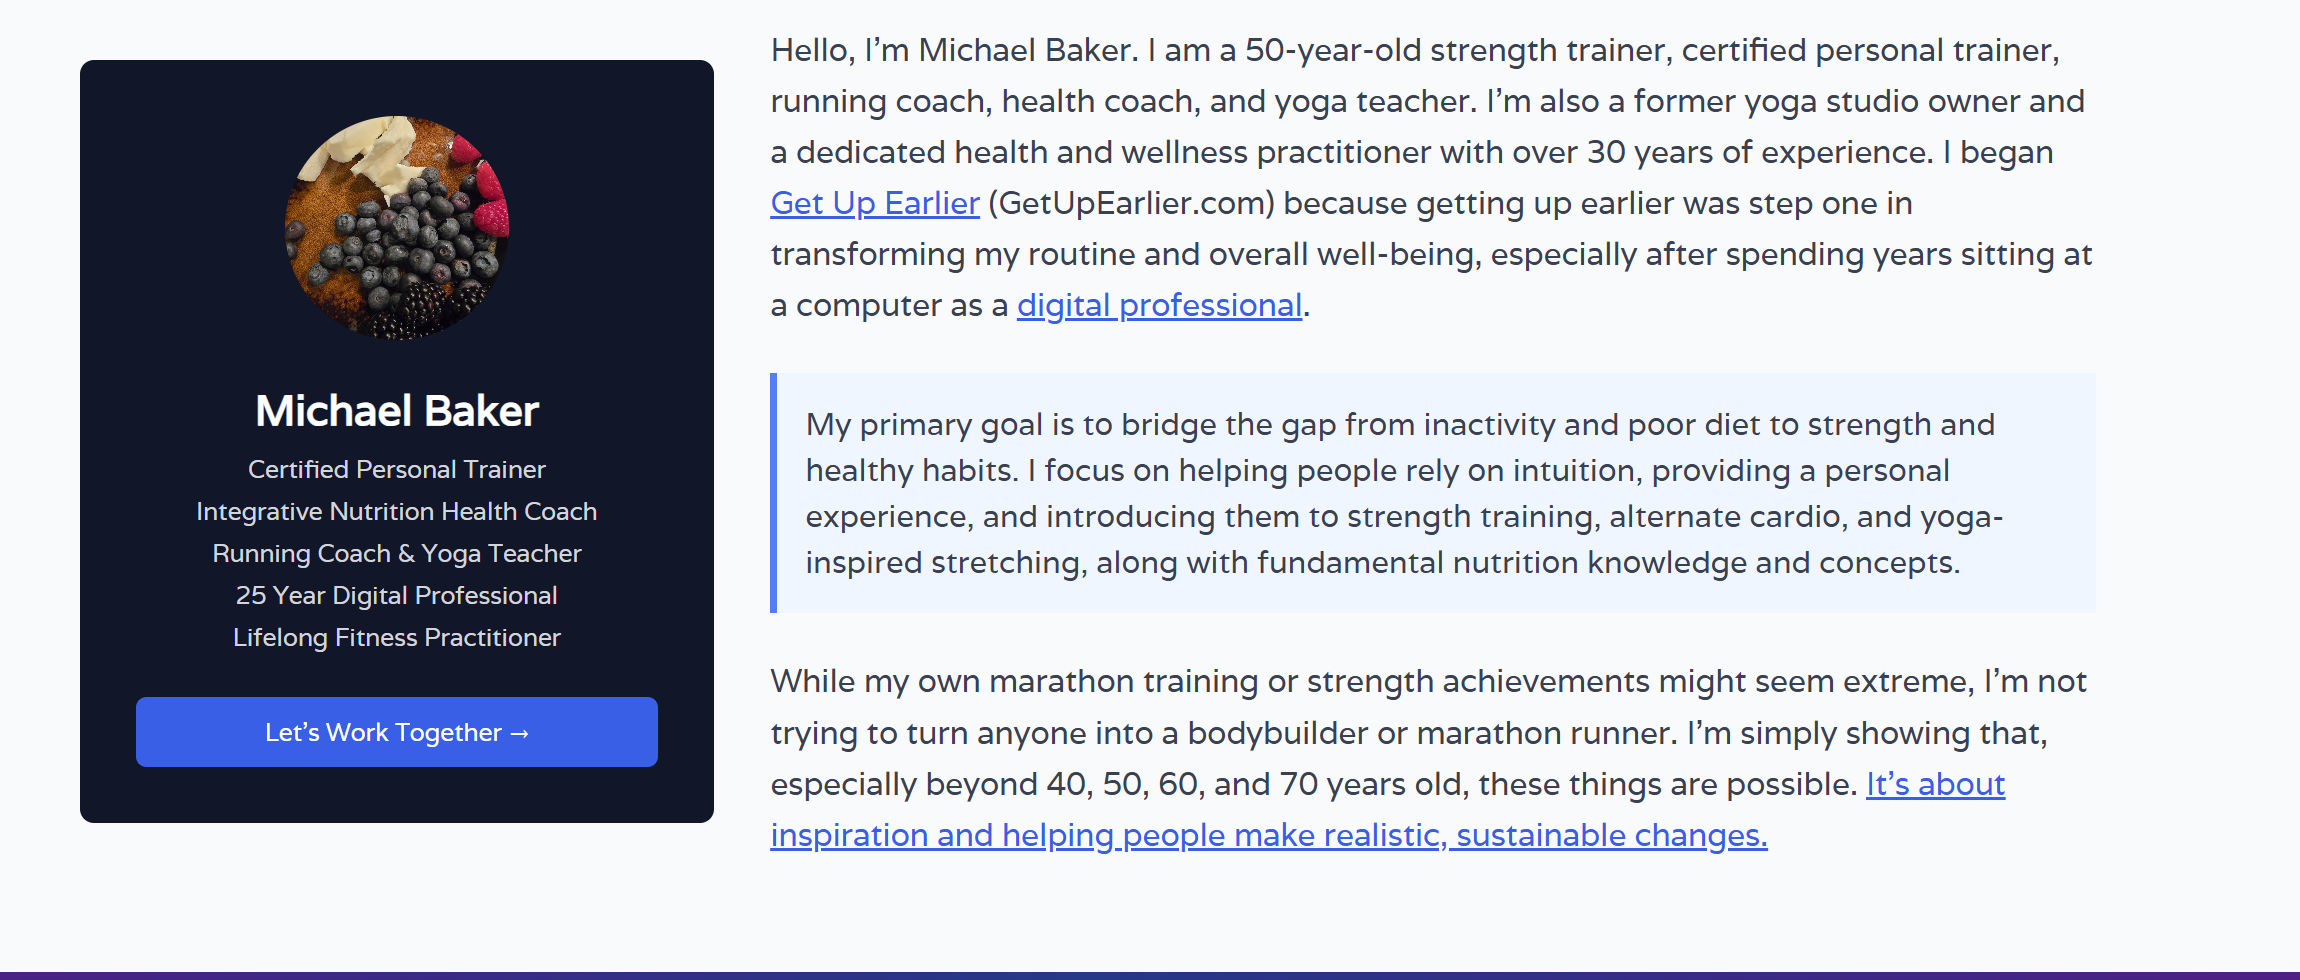 Michael Baker
Certified Personal Trainer
Integrative Nutrition Health Coach
Running Coach & Yoga Teacher
25 Year Digital Professional
Lifelong Fitness Practitioner
Let’s Work Together →
Hello, I’m Michael Baker. I am a 50-year-old strength trainer, certified personal trainer,
running coach, health coach, and yoga teacher. I’m also a former yoga studio owner and
a dedicated health and wellness practitioner with over 30 years of experience. I began
Get Up Earlier (GetUpEarlier.com) because getting up earlier was step one in
transforming my routine and overall well-being, especially after spending years sitting at
a computer as a digital professional.
My primary goal is to bridge the gap from inactivity and poor diet to strength and
healthy habits. I focus on helping people rely on intuition, providing a personal
experience, and introducing them to strength training, alternate cardio, and yoga-
inspired stretching, along with fundamental nutrition knowledge and concepts.
While my own marathon training or strength achievements might seem extreme, I’m not
trying to turn anyone into a bodybuilder or marathon runner. I’m simply showing that,
especially beyond 40, 50, 60, and 70 years old, these things are possible. It’s about
inspiration and helping people make realistic, sustainable changes.